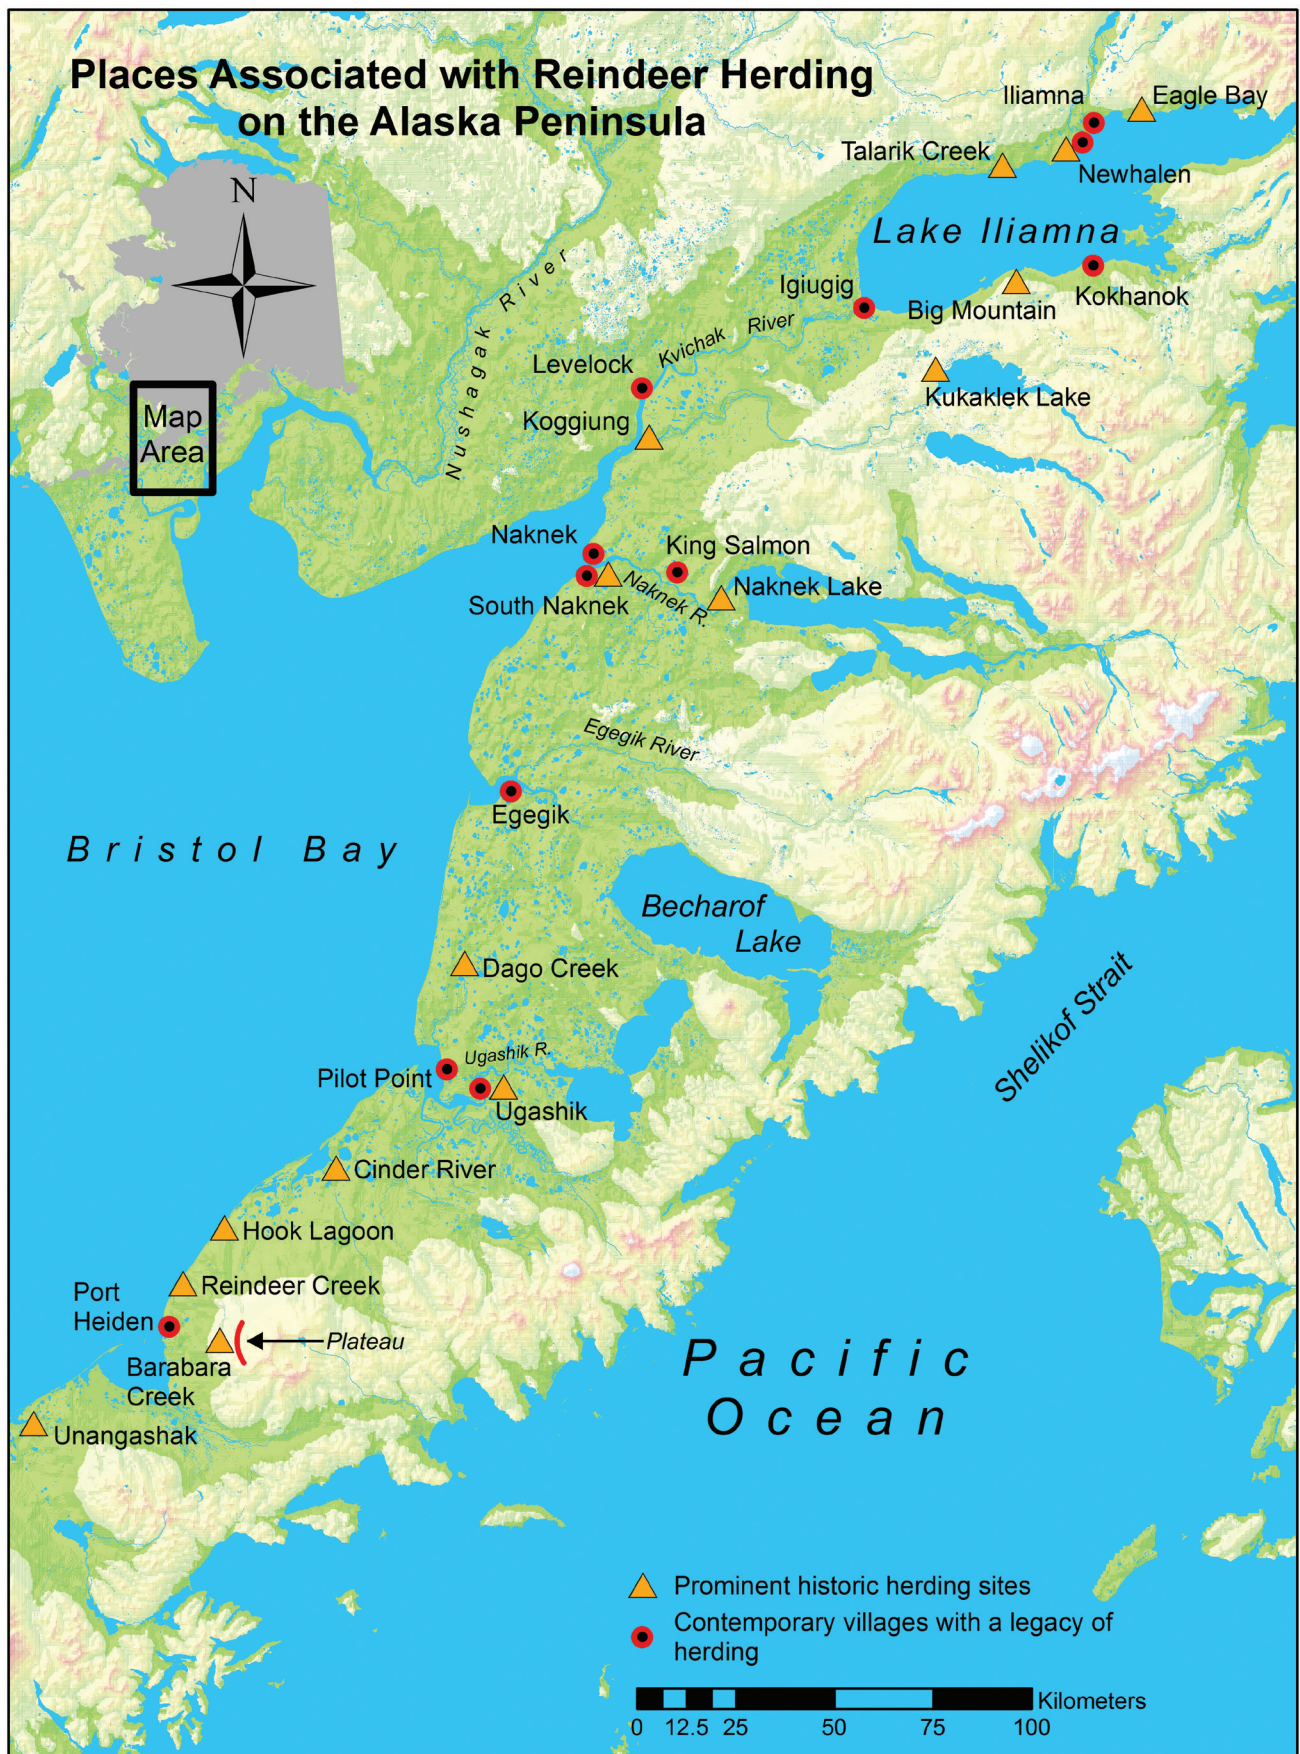 Places Associated with Reindeer Herding
on the Alaska Peninsula
Iliamna
Eagle Bay
Talarik Creek
Newhalen
N
Lake Iliamna
Nushagak River
Igiugig
Kokhanok
Big Mountain
Kvichak River
Levelock
Kukaklek Lake
Map
Area
Koggiung
Naknek
King Salmon
Naknek Lake
South Naknek
Naknek R.
Egegik River
Egegik
Bristol Bay
Becharof
Lake
Dago Creek
Shelikof Strait
Ugashik R.
Pilot Point
Ugashik
Cinder River
Hook Lagoon
Reindeer Creek
Port
Heiden
Plateau
Barabara
Creek
Pacific
Ocean
Unangashak
Prominent historic herding sites
Contemporary villages with a legacy of
herding
Kilometers
0 12.5 25 50 75 100